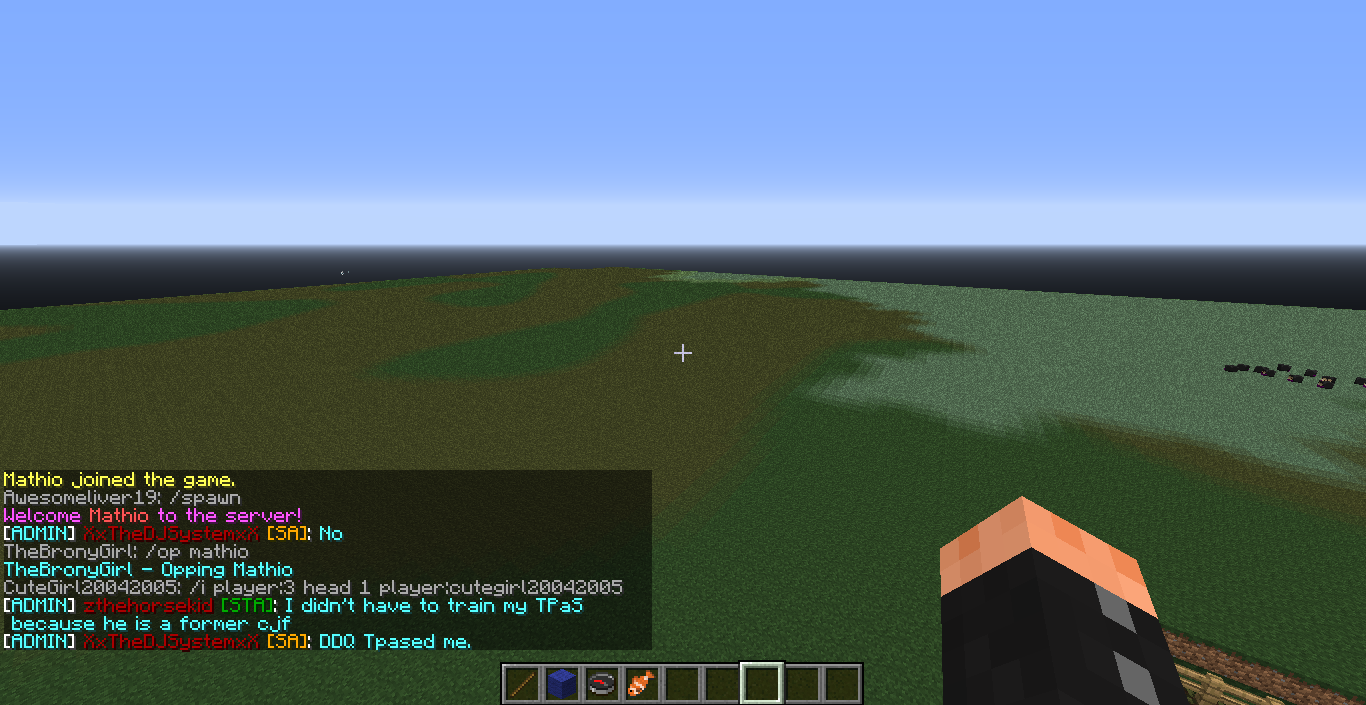 Mathio joined the game.
Awesomeliver19: /spawn
Welcome Mathio to the server!
[ADMIN] XxTheDJSystemxX [SA]: No
TheBronyGirl: /op mathio
TheBronyGirl - Opping Mathio
CuteGirl20042005: /i player:3 head 1 player:cutegirl20042005
[ADMIN] zthehorsekid [STA]: I didn't have to train my TPaS
because he is a former cjf
[ADMIN] XxTheDJSystemxX [SA]: DDQ Tpased me.